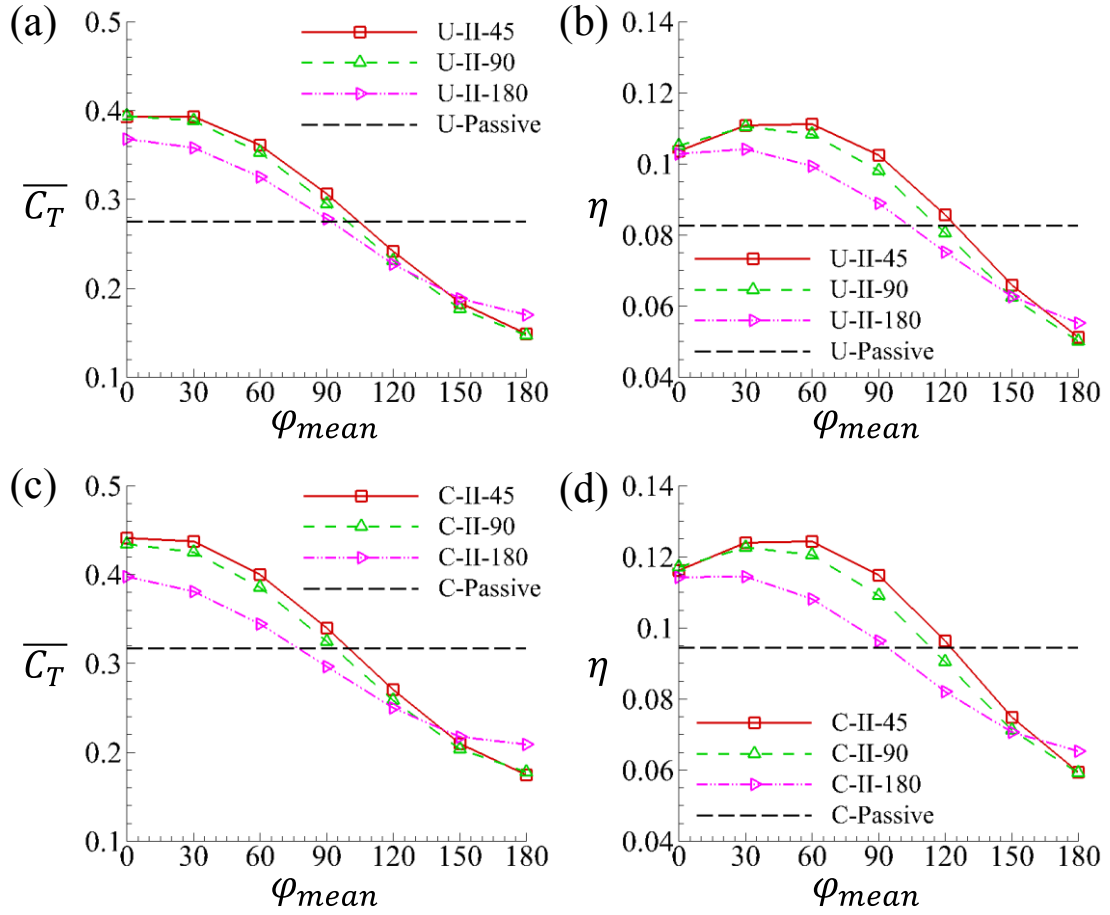 (a)
0.5
0.4
0.3
0.2
0.1
C_T
U-II-45
U-II-90
U-II-180
U-Passive
0 30 60 90 120 150 180
φmean
(b)
0.14
0.12
0.1
0.08
0.06
0.04
η
U-II-45
U-II-90
U-II-180
U-Passive
0 30 60 90 120 150 180
φmean
(c)
0.5
0.4
0.3
0.2
0.1
C_T
C-II-45
C-II-90
C-II-180
C-Passive
0 30 60 90 120 150 180
φmean
(d)
0.14
0.12
0.1
0.08
0.06
0.04
η
C-II-45
C-II-90
C-II-180
C-Passive
0 30 60 90 120 150 180
φmean